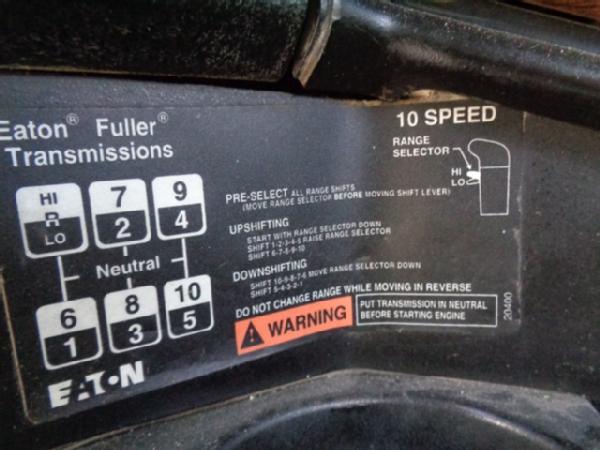 Eaton® Fuller®
Transmissions
10 SPEED
RANGE
SELECTOR
HI
LO
HI
R
LO
7
2
9
4
Neutral
6
1
8
3
10
5
PRE-SELECT ALL RANGE SHIFTS
(MOVE RANGE SELECTOR BEFORE MOVING SHIFT LEVER)
UPSHIFTING
START WITH RANGE SELECTOR DOWN
SHIFT 1-2-3-4-5 RAISE RANGE SELECTOR
SHIFT 6-7-8-9-10
DOWNSHIFTING
SHIFT 10-9-8-7-6 MOVE RANGE SELECTOR DOWN
SHIFT 5-4-3-2-1
DO NOT CHANGE RANGE WHILE MOVING IN REVERSE
WARNING
PUT TRANSMISSION IN NEUTRAL
BEFORE STARTING ENGINE
20400
EATON